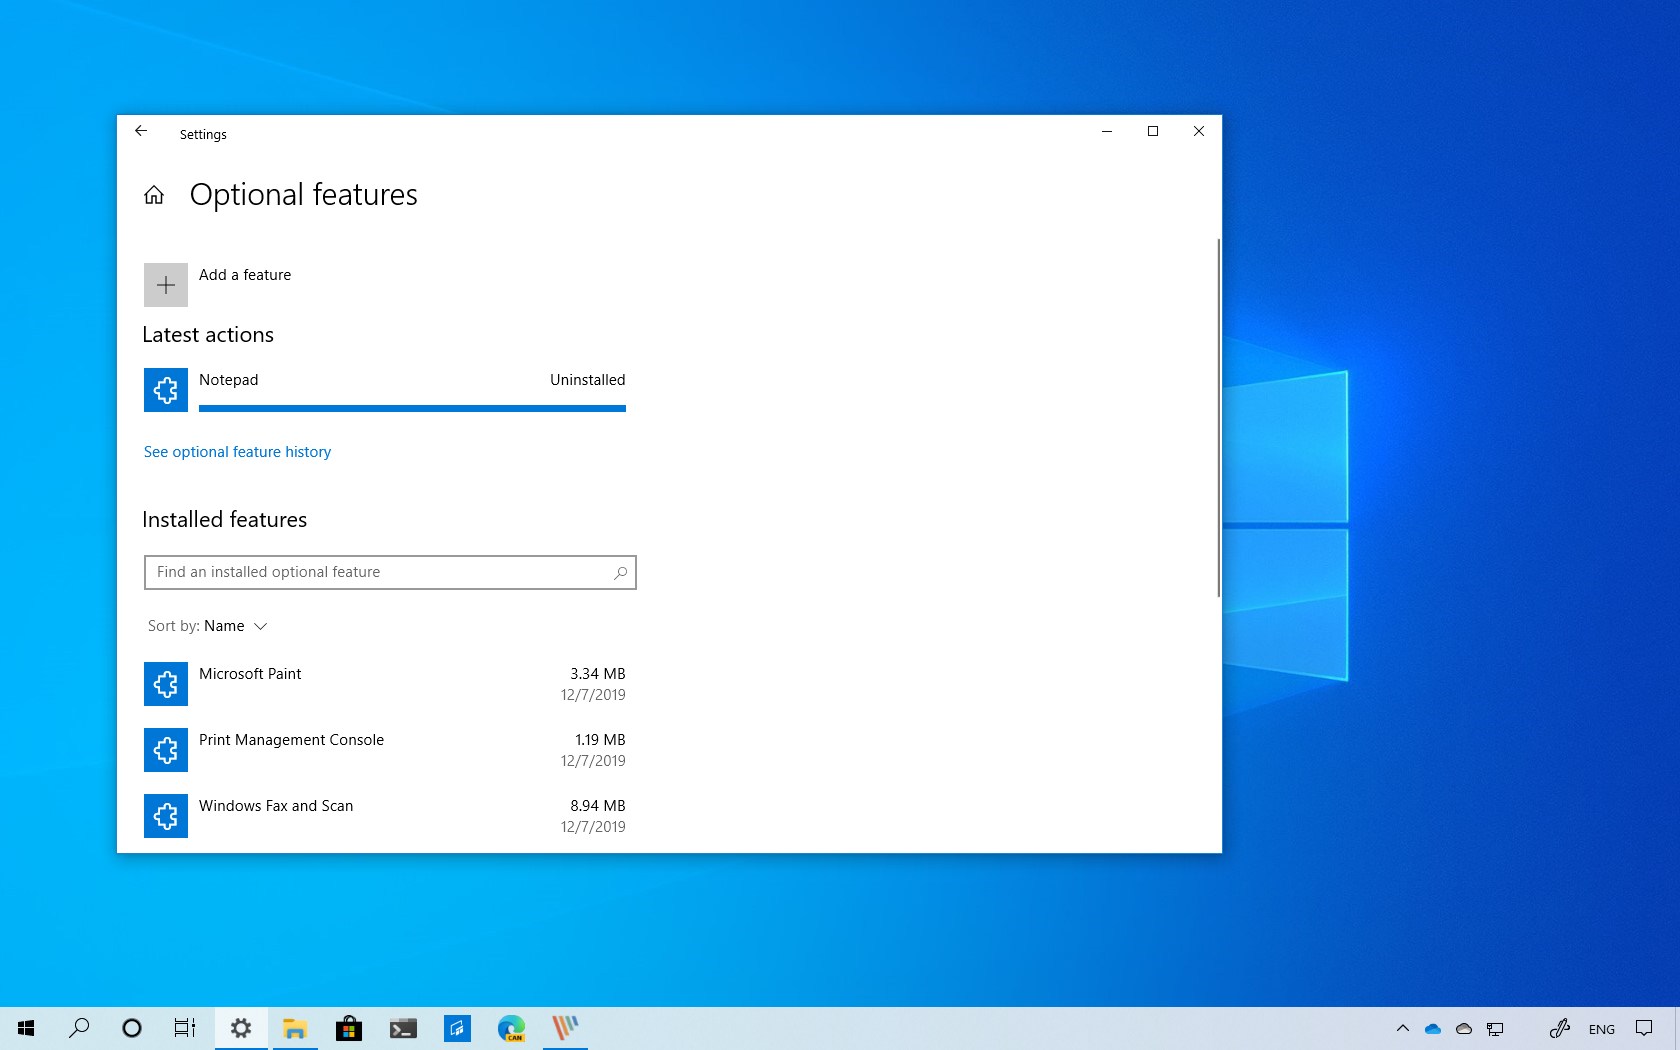 Settings
Optional features
Add a feature
Latest actions
Notepad Uninstalled
See optional feature history
Installed features
Find an installed optional feature
Sort by: Name
Microsoft Paint 3.34 MB
12/7/2019
Print Management Console 1.19 MB
12/7/2019
Windows Fax and Scan 8.94 MB
12/7/2019
CAN
ENG